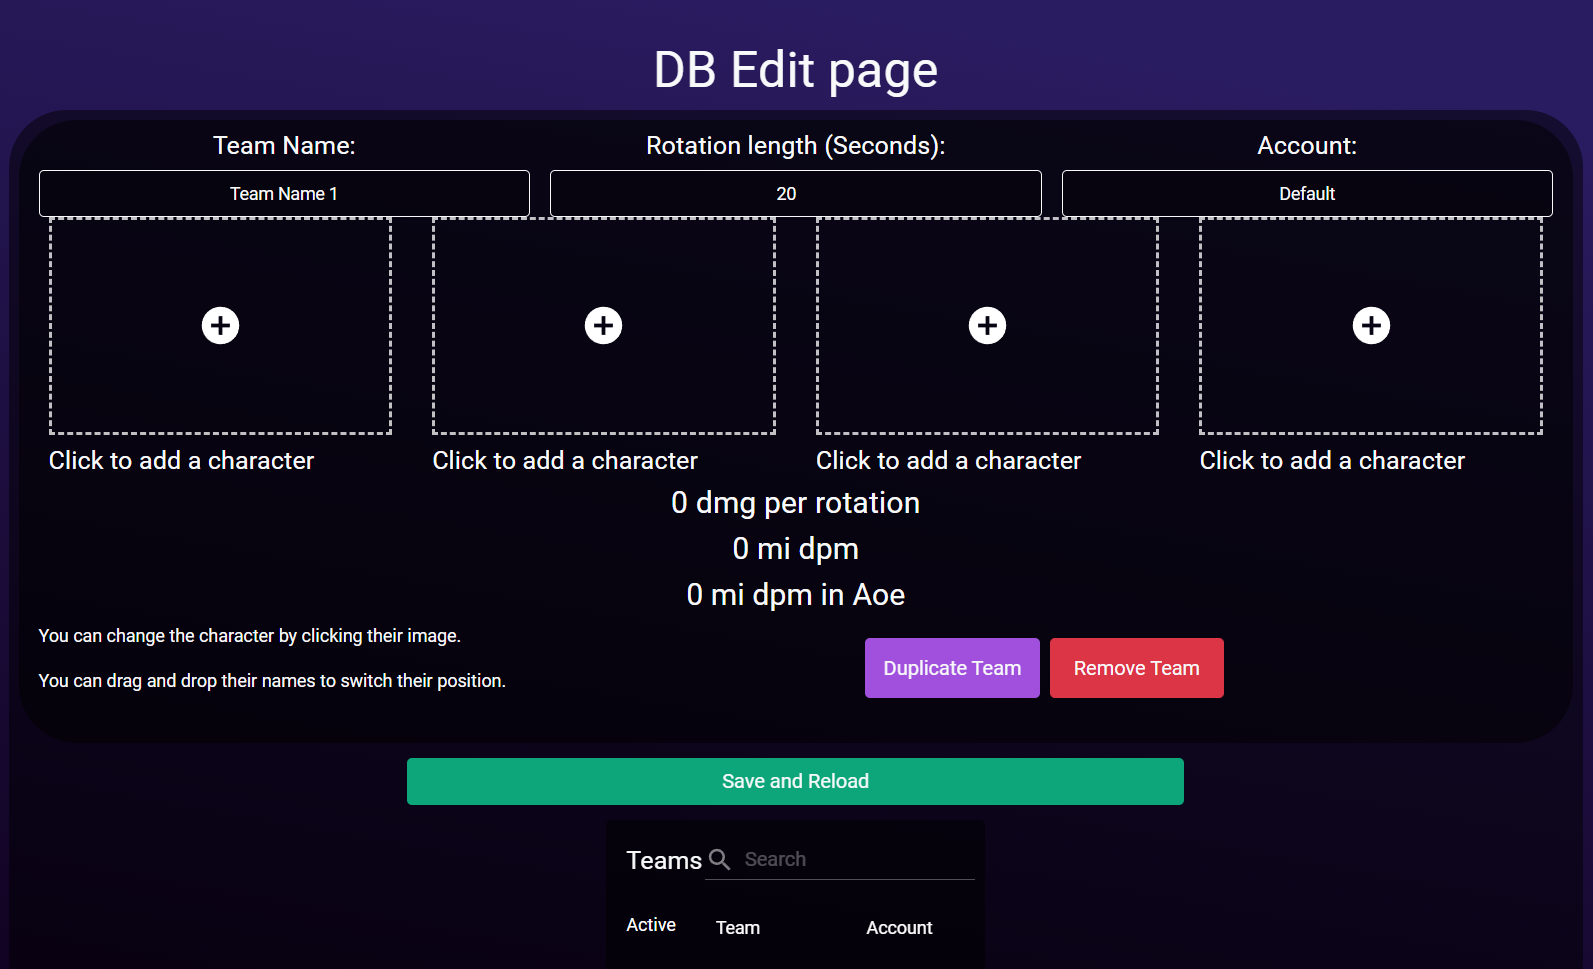 DB Edit page
Team Name:
Rotation length (Seconds):
Account:
Team Name 1
20
Default
Click to add a character
Click to add a character
Click to add a character
Click to add a character
0 dmg per rotation
0 mi dpm
0 mi dpm in Aoe
You can change the character by clicking their image.
You can drag and drop their names to switch their position.
Duplicate Team
Remove Team
Save and Reload
Teams
Search
Active
Team
Account